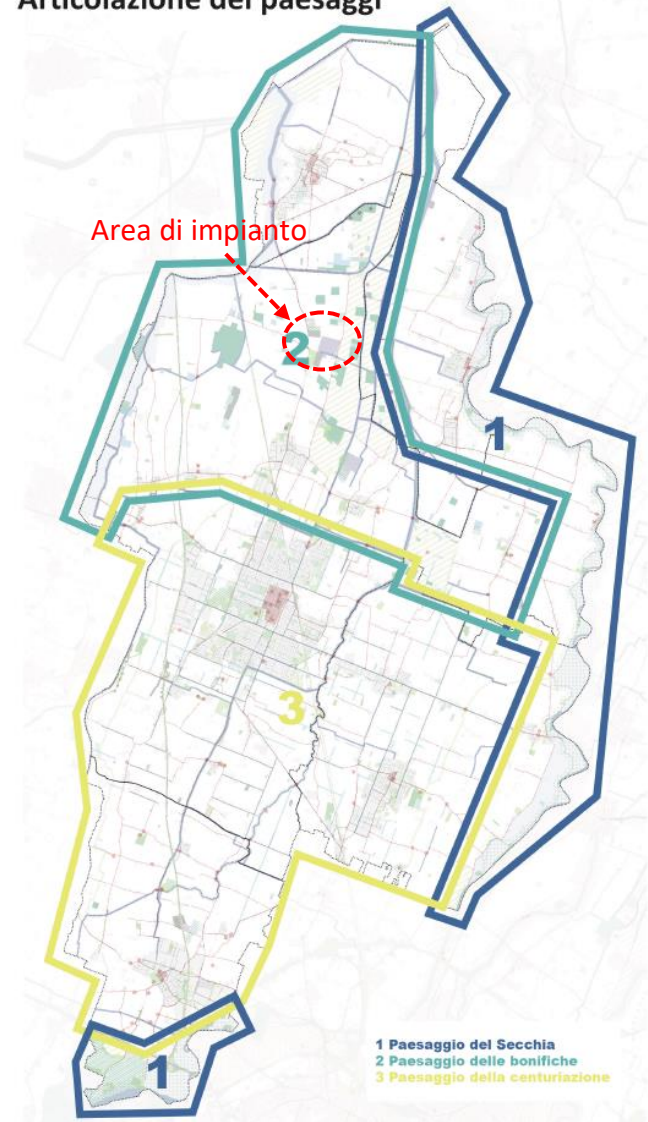 Articolazione dei paesaggi
Area di impianto
2
1
3
1
1 Paesaggio del Secchia
2 Paesaggio delle bonifiche
3 Paesaggio della centuriazione